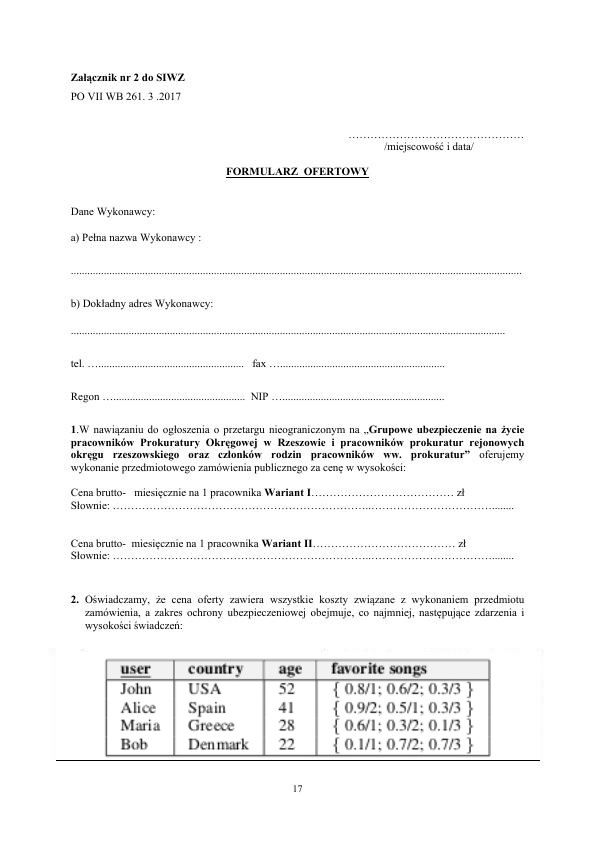 Załącznik nr 2 do SIWZ
PO VII WB 261. 3 .2017
…………………………………………
/miejscowość i data/
FORMULARZ OFERTOWY
Dane Wykonawcy:
a) Pełna nazwa Wykonawcy :
....................................................................................................................................................................
b) Dokładny adres Wykonawcy:
..............................................................................................................................................................
tel. …..................................................... fax …............................................................
Regon …................................................ NIP …...........................................................
1.W nawiązaniu do ogłoszenia o przetargu nieograniczonym na „Grupowe ubezpieczenie na życie
pracowników Prokuratury Okręgowej w Rzeszowie i pracowników prokuratur rejonowych
okręgu rzeszowskiego oraz członków rodzin pracowników ww. prokuratur” oferujemy
wykonanie przedmiotowego zamówienia publicznego za cenę w wysokości:
Cena brutto- miesięcznie na 1 pracownika Wariant I………………………………… zł
Słownie: ……………………………………………………...……………………………........
Cena brutto- miesięcznie na 1 pracownika Wariant II………………………………… zł
Słownie: ……………………………………………………...……………………………........
2. Oświadczamy, że cena oferty zawiera wszystkie koszty związane z wykonaniem przedmiotu
zamówienia, a zakres ochrony ubezpieczeniowej obejmuje, co najmniej, następujące zdarzenia i
wysokości świadczeń:
user country age favorite songs
John USA 52 { 0.8/1; 0.6/2; 0.3/3 }
Alice Spain 41 { 0.9/2; 0.5/1; 0.3/3 }
Maria Greece 28 { 0.6/1; 0.3/2; 0.1/3 }
Bob Denmark 22 { 0.1/1; 0.7/2; 0.7/3 }
17